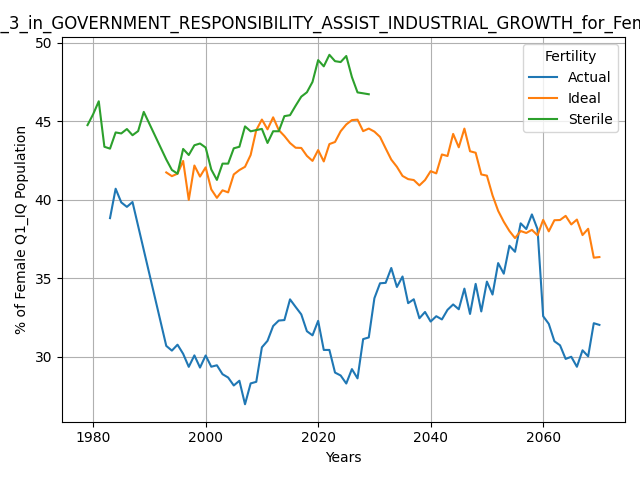 _3_in_GOVERNMENT_RESPONSIBILITY_ASSIST_INDUSTRIAL_GROWTH_for_Fem
Fertility
Actual
Ideal
Sterile
% of Female Q1_IQ Population
50
45
40
35
30
1980
2000
2020
2040
2060
Years